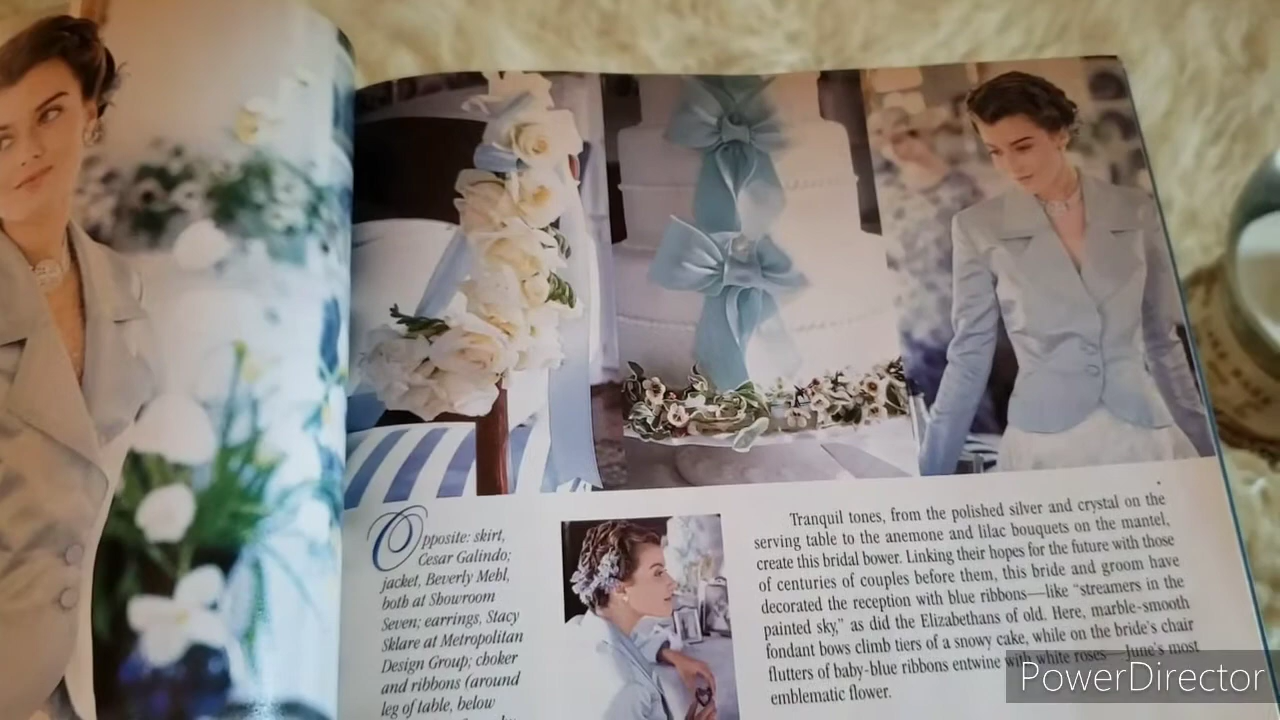 Opposite: skirt,
Cesar Galindo;
jacket, Beverly Mehl,
both at Showroom
Seven; earrings, Stacy
Sklare at Metropolitan
Design Group; choker
and ribbons (around
leg of table, below
Tranquil tones, from the polished silver and crystal on the
serving table to the anemone and lilac bouquets on the mantel,
create this bridal bower. Linking their hopes for the future with those
of centuries of couples before them, this bride and groom have
decorated the reception with blue ribbons—like "streamers in the
painted sky," as did the Elizabethans of old. Here, marble-smooth
fondant bows climb tiers of a snowy cake, while on the bride's chair
flutters of baby-blue ribbons entwine with white roses—June's most
emblematic flower.
PowerDirector